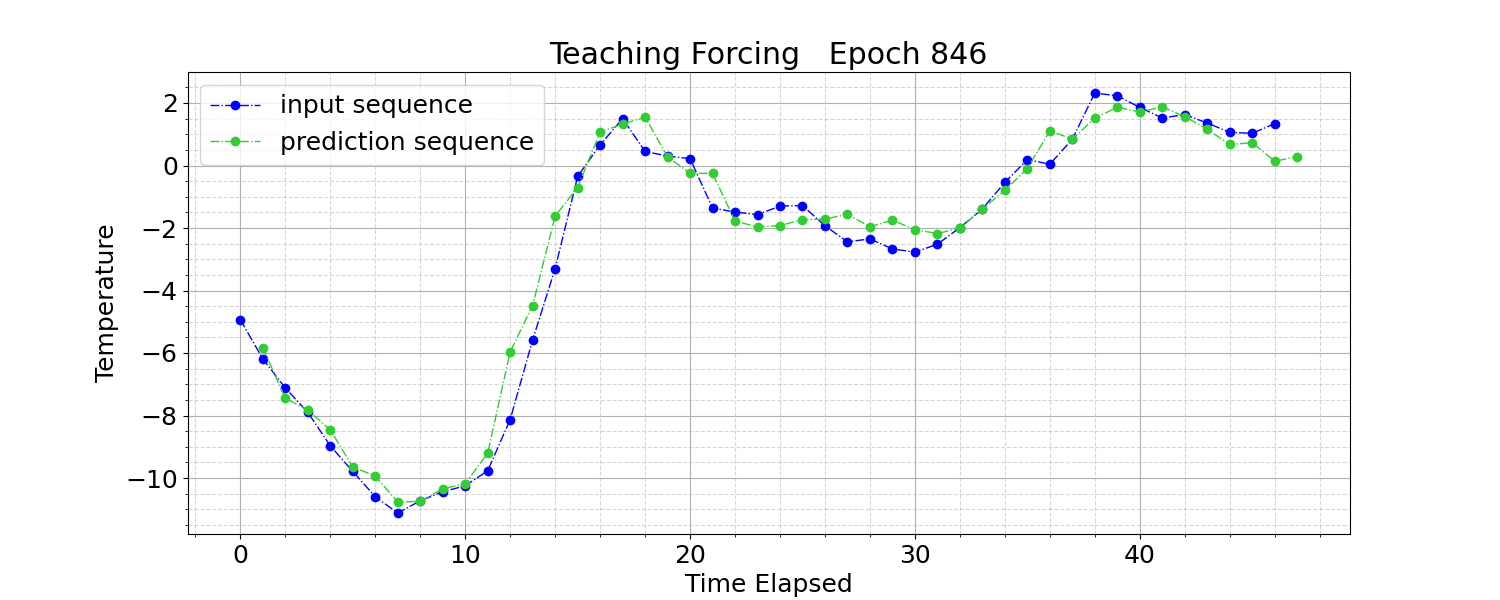 Teaching Forcing   Epoch 846
input sequence
prediction sequence
2
0
−2
−4
−6
−8
−10
Temperature
0 10 20 30 40
Time Elapsed